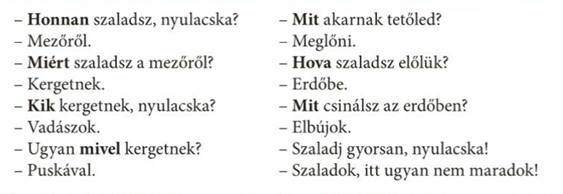 – Honnan szaladsz, nyulacska?
– Mezőről.
– Miért szaladsz a mezőről?
– Kergetnek.
– Kik kergetnek, nyulacska?
– Vadászok.
– Ugyan mivel kergetnek?
– Puskával.
– Mit akarnak tetőled?
– Meglőni.
– Hova szaladsz előlük?
– Erdőbe.
– Mit csinálsz az erdőben?
– Elbújok.
– Szaladj gyorsan, nyulacska!
– Szaladok, itt ugyan nem maradok!